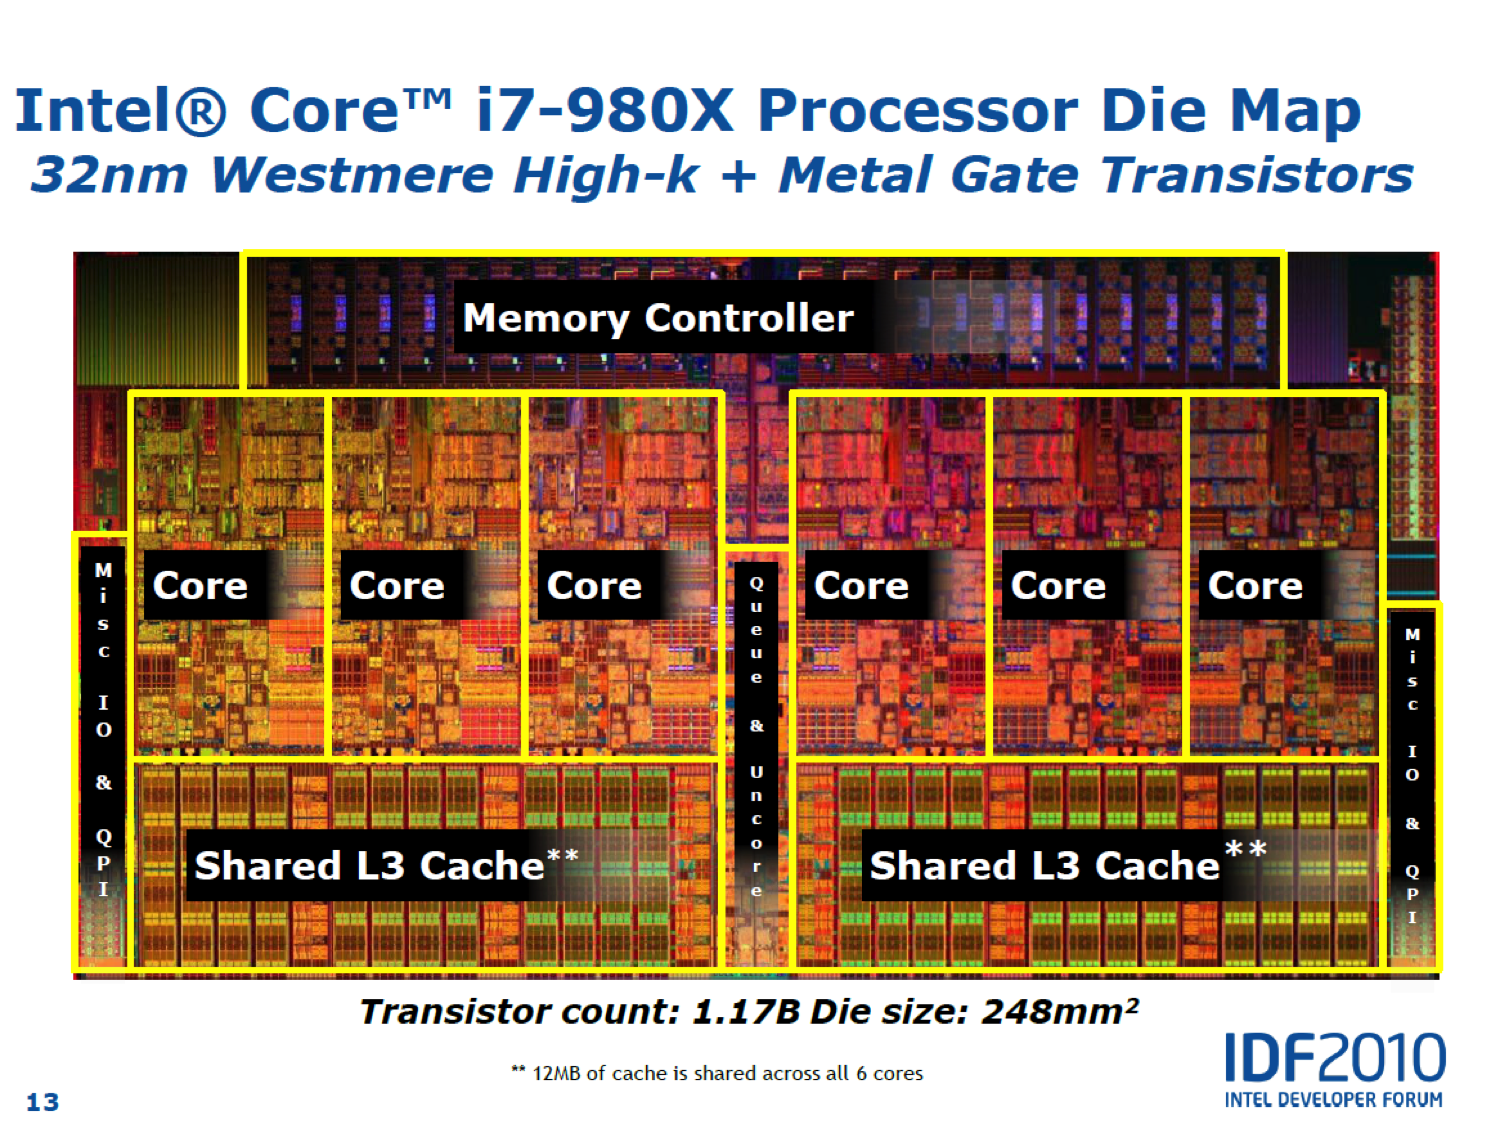 Intel® Core™ i7-980X Processor Die Map
32nm Westmere High-k + Metal Gate Transistors
Memory Controller
Core
Core
Core
Core
Core
Core
Misc IO & QPI
Queue & Uncore
Misc IO & QPI
Shared L3 Cache**
Shared L3 Cache**
Transistor count: 1.17B Die size: 248mm²
** 12MB of cache is shared across all 6 cores
IDF2010
INTEL DEVELOPER FORUM
13